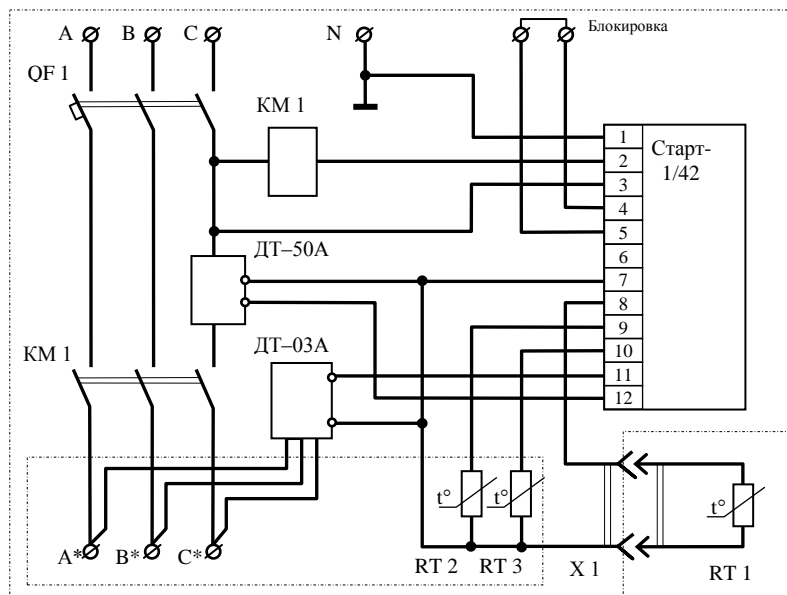 A B C N Блокировка
QF 1
КМ 1
Старт-
1/42
1
2
3
4
5
6
7
8
9
10
11
12
ДТ–50А
ДТ–03А
КМ 1
t° t° t°
A* B* C*
RT 2 RT 3 X 1 RT 1